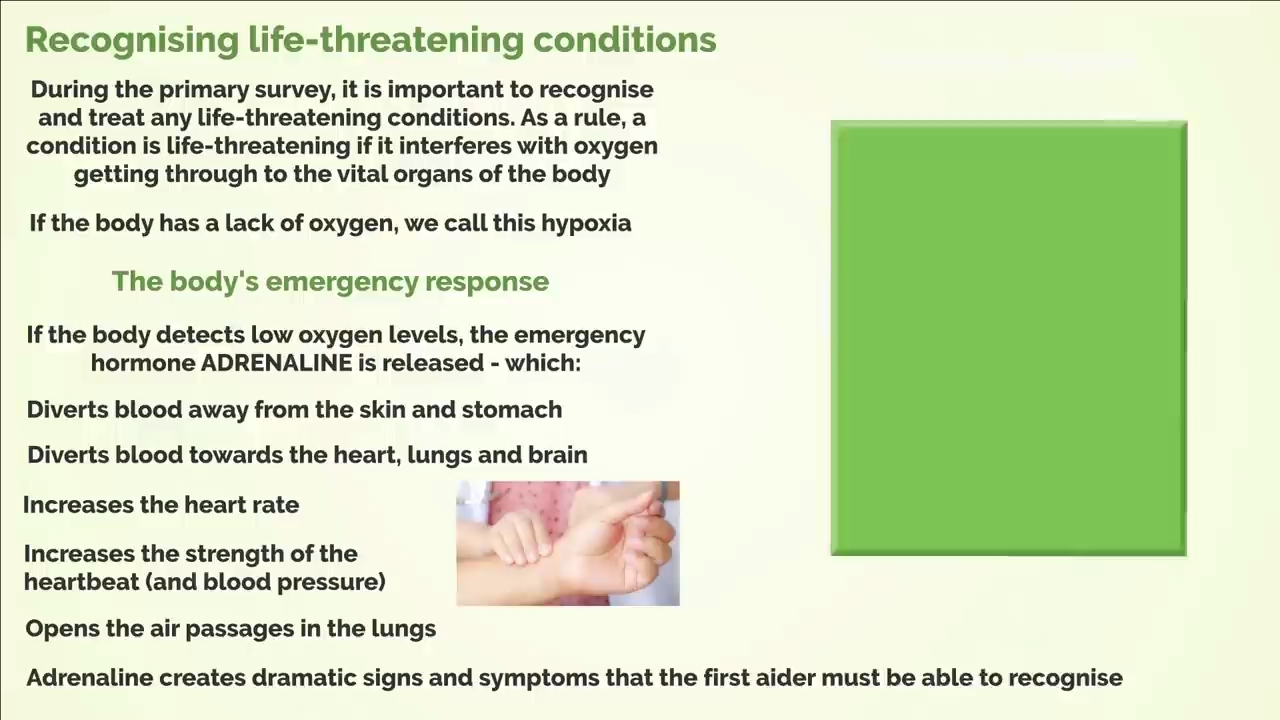 Recognising life-threatening conditions
During the primary survey, it is important to recognise
and treat any life-threatening conditions. As a rule, a
condition is life-threatening if it interferes with oxygen
getting through to the vital organs of the body
If the body has a lack of oxygen, we call this hypoxia
The body's emergency response
If the body detects low oxygen levels, the emergency
hormone ADRENALINE is released - which:
Diverts blood away from the skin and stomach
Diverts blood towards the heart, lungs and brain
Increases the heart rate
Increases the strength of the
heartbeat (and blood pressure)
Opens the air passages in the lungs
Adrenaline creates dramatic signs and symptoms that the first aider must be able to recognise